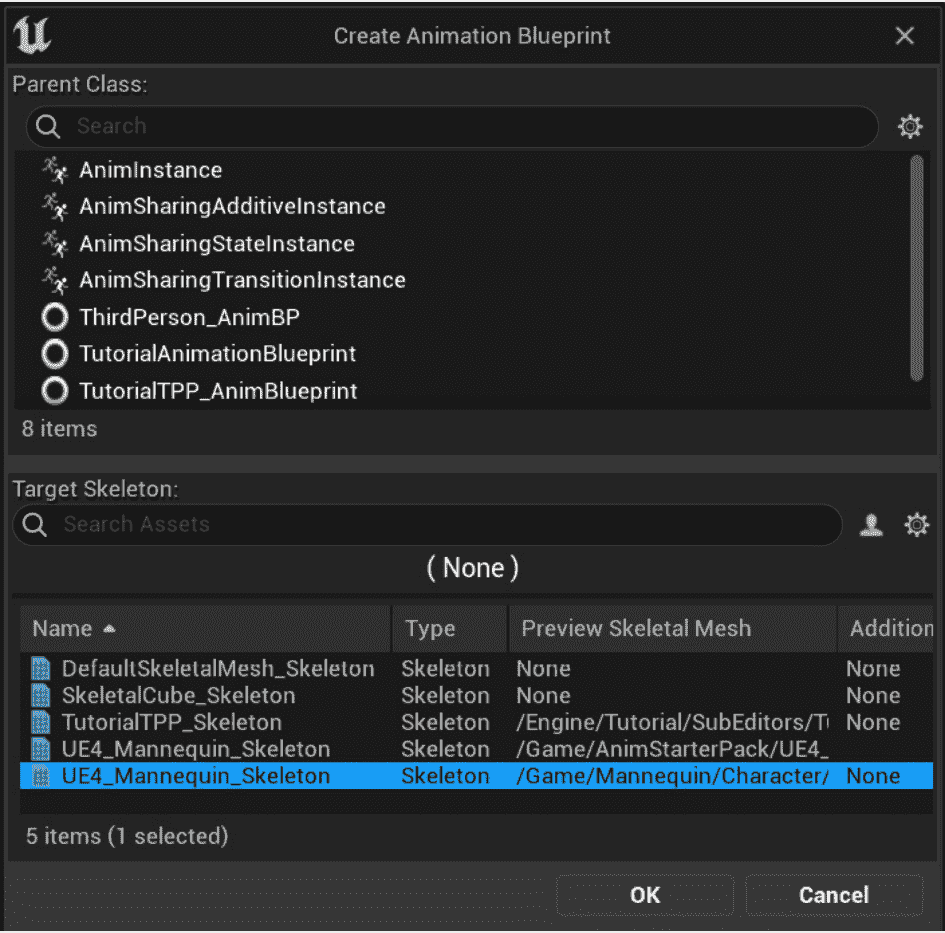 Create Animation Blueprint
Parent Class:
Search
AnimInstance
AnimSharingAdditiveInstance
AnimSharingStateInstance
AnimSharingTransitionInstance
ThirdPerson_AnimBP
TutorialAnimationBlueprint
TutorialTPP_AnimBlueprint
8 items
Target Skeleton:
Search Assets
( None )
Name Type Preview Skeletal Mesh Addition
DefaultSkeletalMesh_Skeleton Skeleton None None
SkeletalCube_Skeleton Skeleton None None
TutorialTPP_Skeleton Skeleton /Engine/Tutorial/SubEditors/T None
UE4_Mannequin_Skeleton Skeleton /Game/AnimStarterPack/UE4_
UE4_Mannequin_Skeleton Skeleton /Game/Mannequin/Character/ None
5 items (1 selected)
OK Cancel